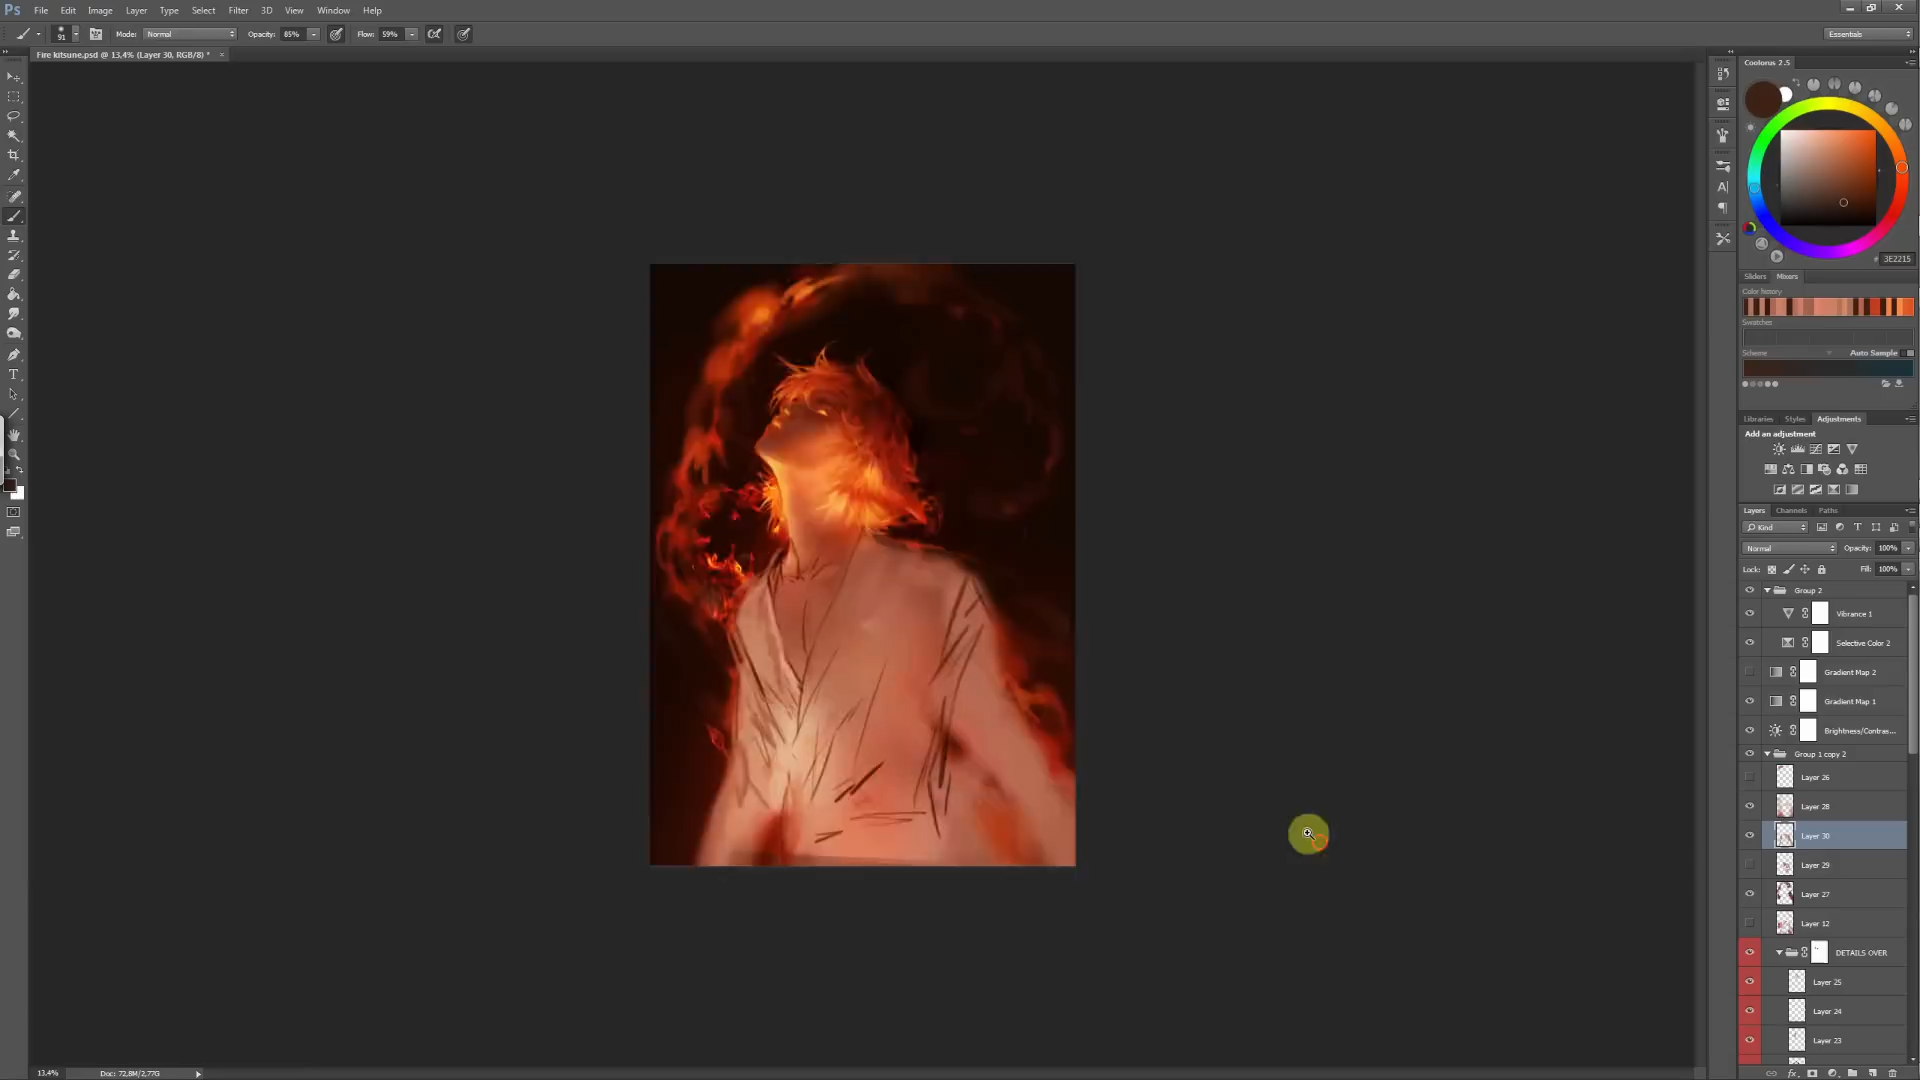 Ps File Edit Image Layer Type Select Filter 3D View Window Help
91 Mode: Normal Opacity: 85% Flow: 59% Essentials
Fire kitsune.psd @ 13,4% (Layer 30, RGB/8) *
Coolorus 2.5
# 3E2215
Sliders Mixers
Color history
Swatches
Scheme Auto Sample
Libraries Styles Adjustments
Add an adjustment
Layers Channels Paths
Kind
Normal Opacity: 100%
Lock: Fill: 100%
Group 2
Vibrance 1
Selective Color 2
Gradient Map 2
Gradient Map 1
Brightness/Contras...
Group 1 copy 2
Layer 26
Layer 28
Layer 30
Layer 29
Layer 27
Layer 12
DETAILS OVER
Layer 25
Layer 24
Layer 23
13.4% Doc: 72,8M/2,77G